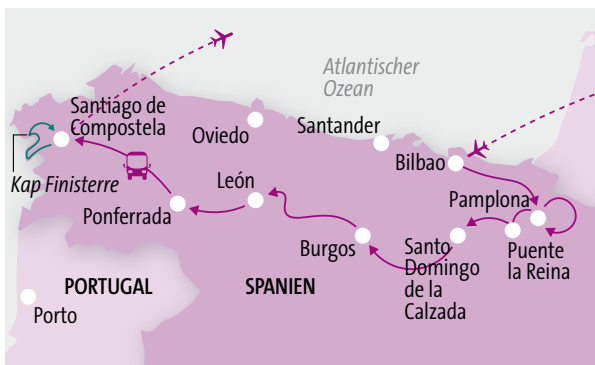 Atlantischer
Ozean
Santiago de
Compostela
Oviedo
Santander
Bilbao
Kap Finisterre
León
Pamplona
Ponferrada
Burgos
Santo
Domingo
de la
Calzada
Puente
la Reina
PORTUGAL
SPANIEN
Porto